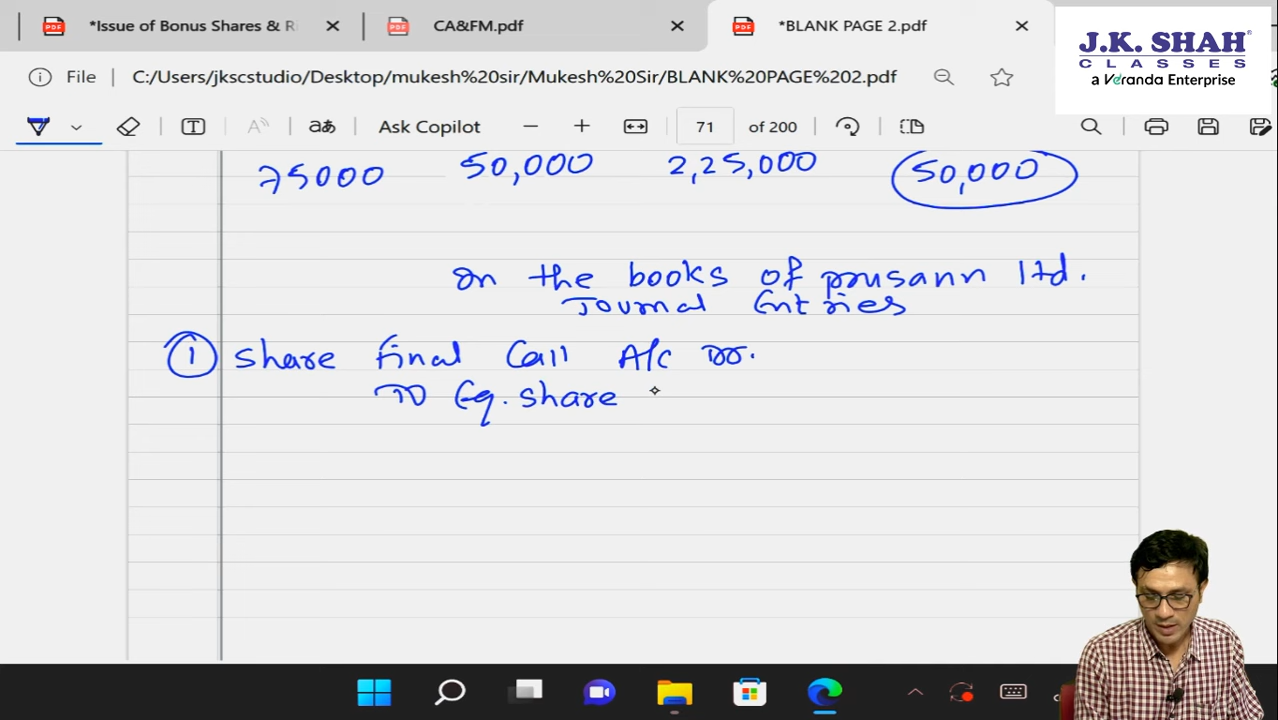 *Issue of Bonus Shares & Ri
CA&FM.pdf
*BLANK PAGE 2.pdf
J.K. SHAH
CLASSES
a Veranda Enterprise
File
C:/Users/jkscstudio/Desktop/mukesh%20sir/Mukesh%20Sir/BLANK%20PAGE%202.pdf
Ask Copilot
71 of 200
75000 50,000 2,25,000 50,000
In the books of prusann ltd.
Journal Entries
1 Share Final Call A/c Dr.
To Eq. share